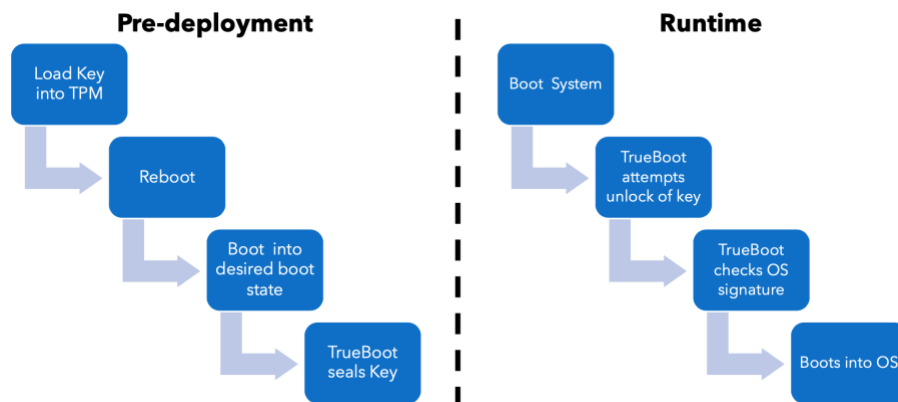 Pre-deployment
Load Key
into TPM
Reboot
Boot into
desired boot
state
TrueBoot
seals Key
Runtime
Boot System
TrueBoot
attempts
unlock of key
TrueBoot
checks OS
signature
Boots into OS